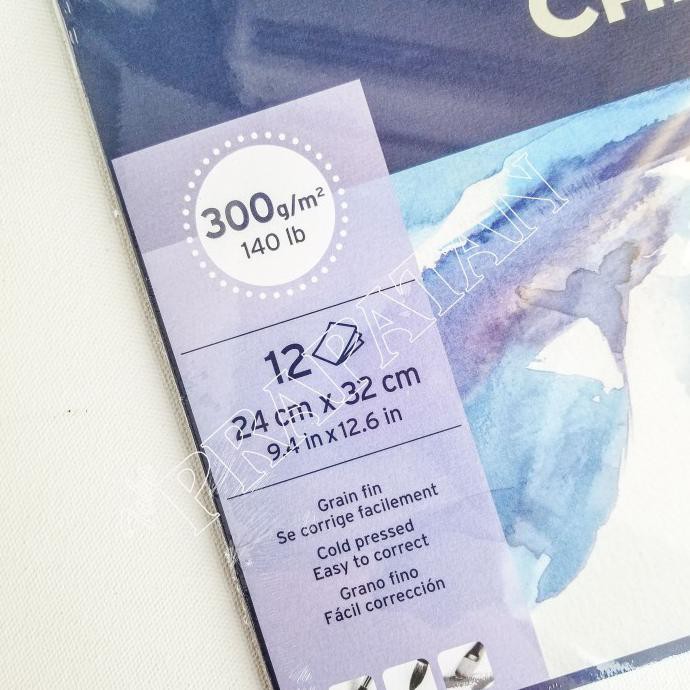 300g/m²
140 lb
12
24 cm x 32 cm
9.4 in x 12.6 in
Grain fin
Se corrige facilement
Cold pressed
Easy to correct
Grano fino
Fácil corrección
PRAPATAN